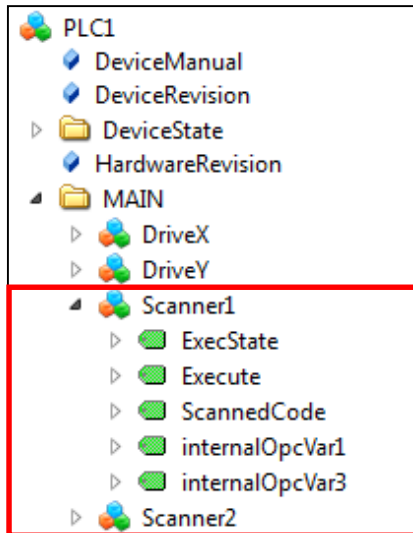 PLC1
DeviceManual
DeviceRevision
DeviceState
HardwareRevision
MAIN
DriveX
DriveY
Scanner1
ExecState
Execute
ScannedCode
internalOpcVar1
internalOpcVar3
Scanner2